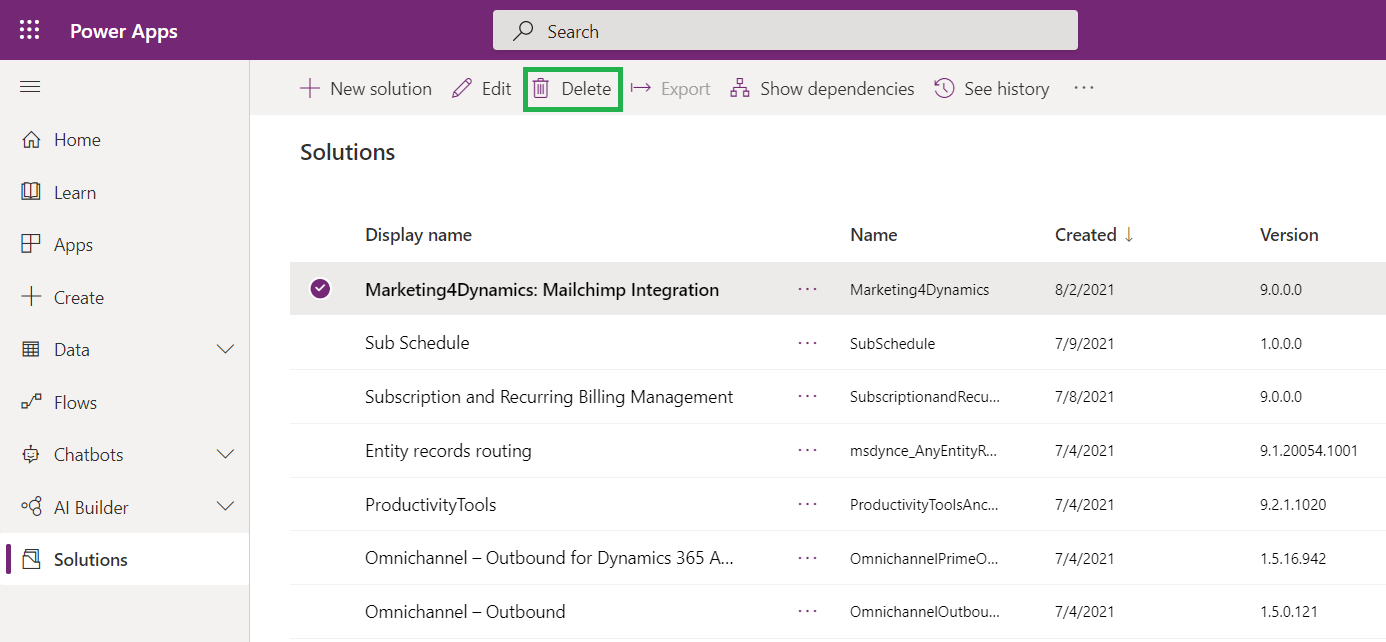 Power Apps
Search
New solution Edit Delete Export Show dependencies See history ...
Home
Learn
Apps
Create
Data
Flows
Chatbots
AI Builder
Solutions
Solutions
Display name Name Created ↓ Version
Marketing4Dynamics: Mailchimp Integration ... Marketing4Dynamics 8/2/2021 9.0.0.0
Sub Schedule ... SubSchedule 7/9/2021 1.0.0.0
Subscription and Recurring Billing Management ... SubscriptionandRecu... 7/8/2021 9.0.0.0
Entity records routing ... msdynce_AnyEntityR... 7/4/2021 9.1.20054.1001
ProductivityTools ... ProductivityToolsAnc... 7/4/2021 9.2.1.1020
Omnichannel – Outbound for Dynamics 365 A... ... OmnichannelPrimeO... 7/4/2021 1.5.16.942
Omnichannel – Outbound ... OmnichannelOutbou... 7/4/2021 1.5.0.121